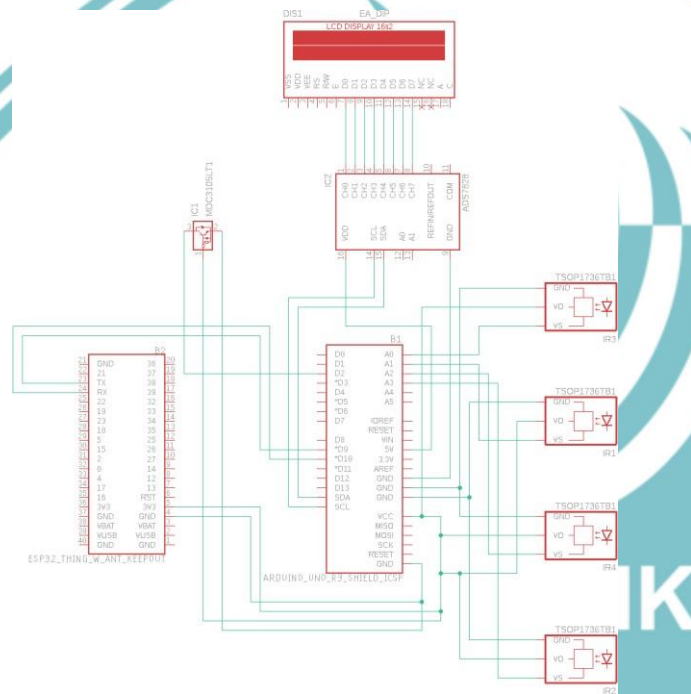 DIS1
EA_DIP
LCD DISPLAY 16x2
VSS
VDD
VEE
RS
R/W
E
D0
D1
D2
D3
D4
D5
D6
D7
NC
NC
A
C
IC2
CH0
CH1
CH2
CH3
CH4
CH5
CH6
CH7
REFIN/REFOUT
COM
VDD
SCL
SDA
A0
A1
GND
ADS7828
IC1
MDC3105LT1
TSOP1736TB1
GND
VO
VS
IR3
TSOP1736TB1
GND
VO
VS
IR1
TSOP1736TB1
GND
VO
VS
IR4
TSOP1736TB1
GND
VO
VS
IR2
B2
GND
21
TX
RX
22
19
23
18
5
15
2
0
4
17
16
3V3
GND
VBAT
VUSB
GND
36
37
38
39
32
33
34
35
25
26
27
14
12
13
RST
3V3
GND
VBAT
VUSB
GND
ESP32_THING_W_ANT_KEEPOUT
B1
D0
D1
D2
*D3
D4
*D5
*D6
D7
D8
*D9
*D10
*D11
D12
D13
SDA
SCL
A0
A1
A2
A3
A4
A5
IOREF
RESET
VIN
5V
3.3V
AREF
GND
GND
GND
VCC
MISO
MOSI
SCK
RESET
GND
ARDUINO_UNO_R3_SHIELD_ICSP
IK